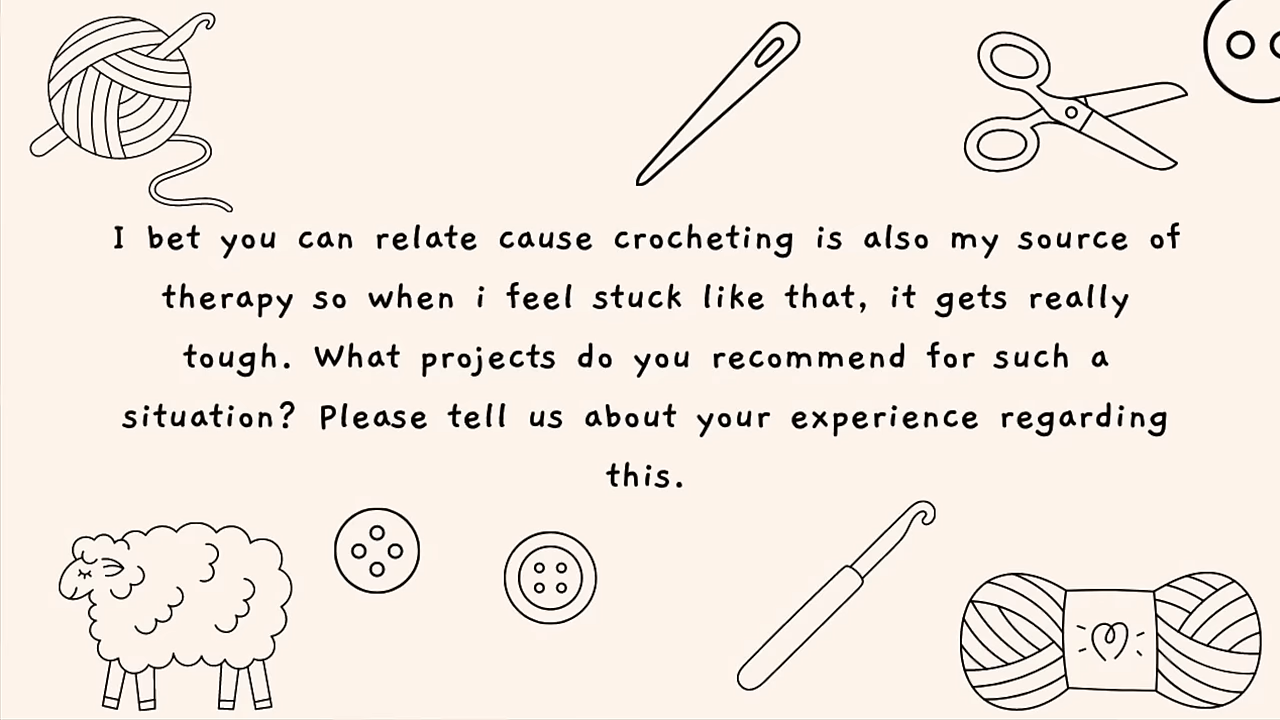 I bet you can relate cause crocheting is also my source of
therapy so when i feel stuck like that, it gets really
tough. What projects do you recommend for such a
situation? Please tell us about your experience regarding
this.